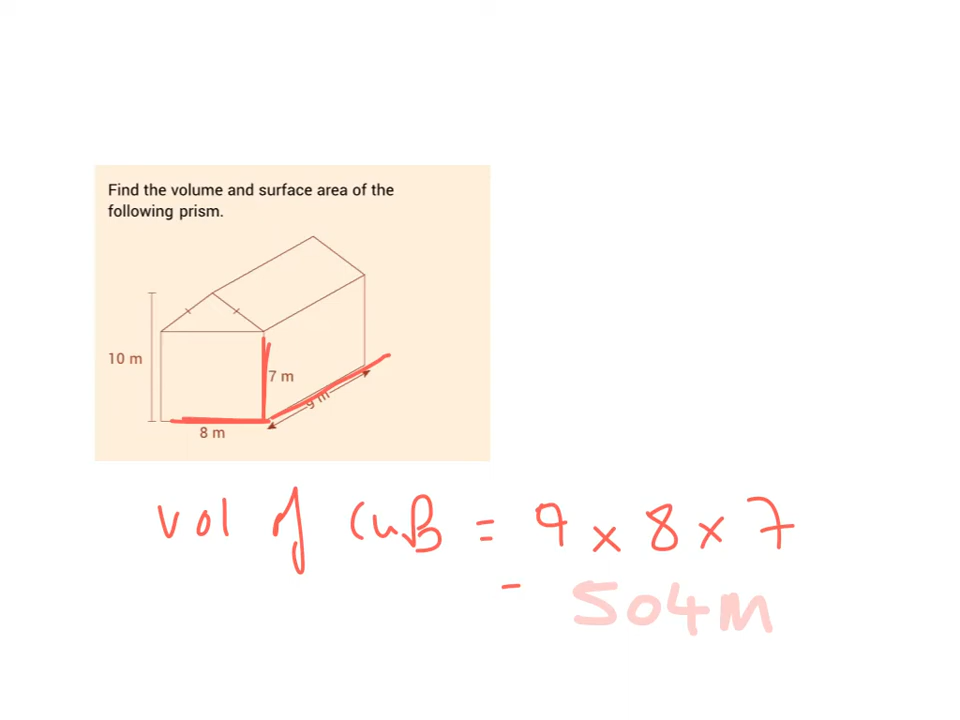 Find the volume and surface area of the
following prism.
10 m
7 m
9 m
8 m
vol of CuB = 9 x 8 x 7
= 504M